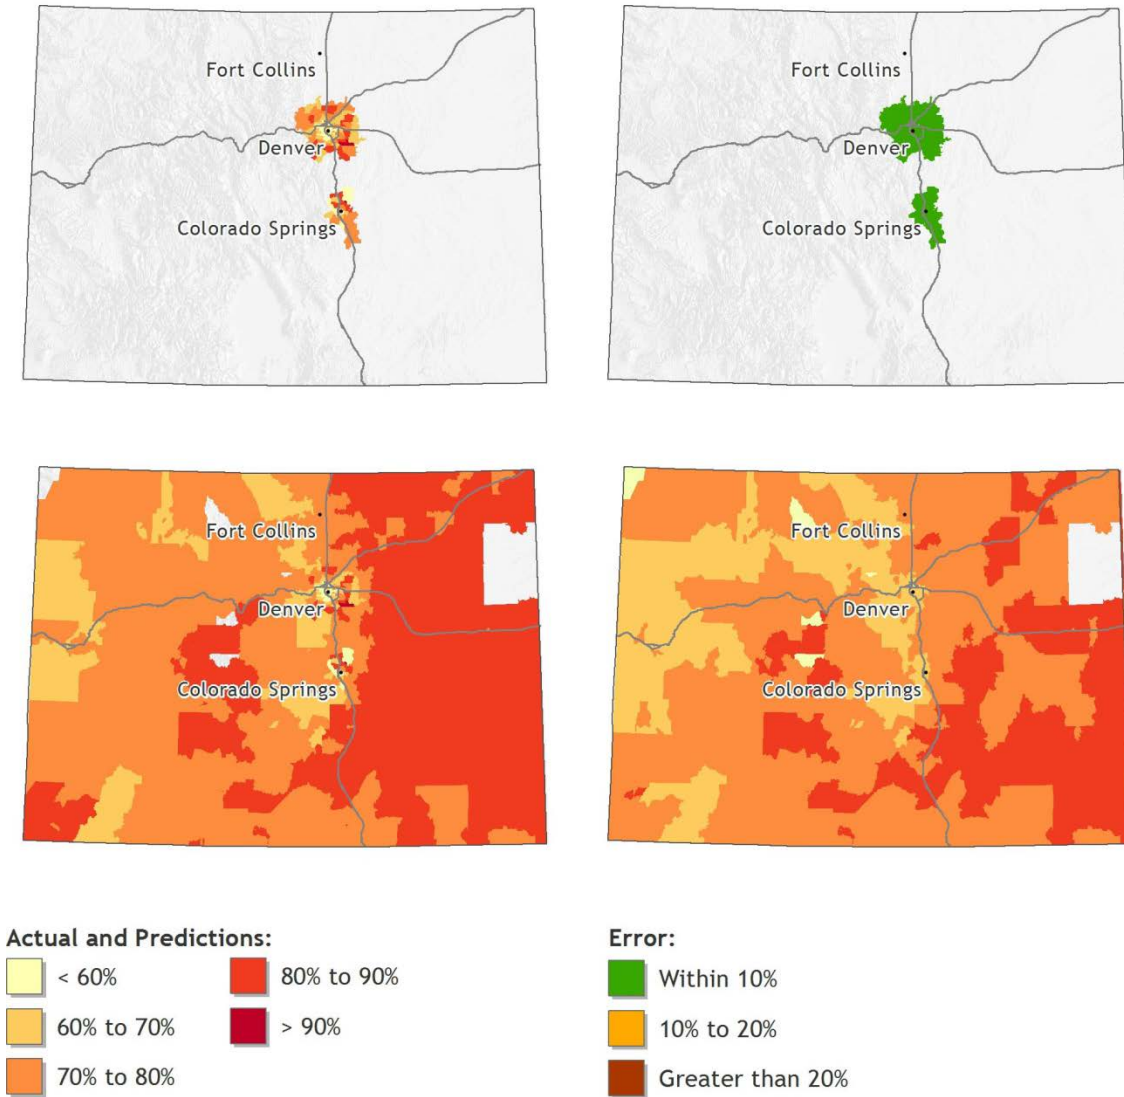 Fort Collins
Denver
Colorado Springs
Fort Collins
Denver
Colorado Springs
Fort Collins
Denver
Colorado Springs
Fort Collins
Denver
Colorado Springs
Actual and Predictions:
< 60%
60% to 70%
70% to 80%
80% to 90%
> 90%
Error:
Within 10%
10% to 20%
Greater than 20%